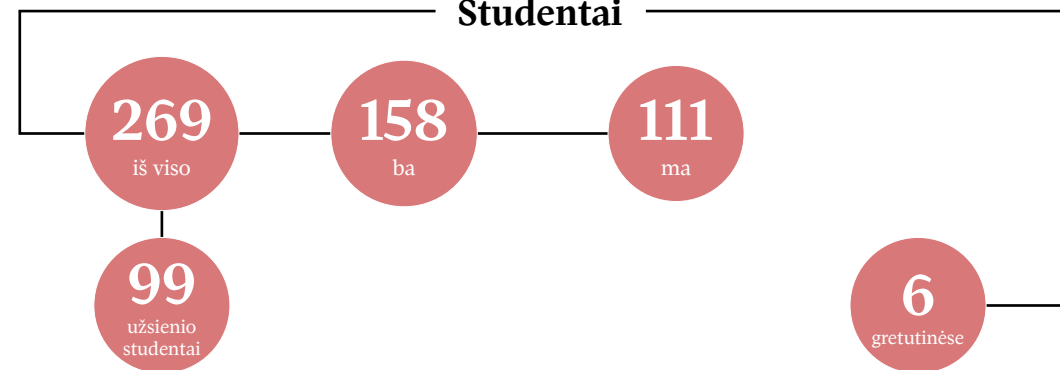 Studentai
269
iš viso
158
ba
111
ma
99
užsienio
studentai
6
gretutinėse